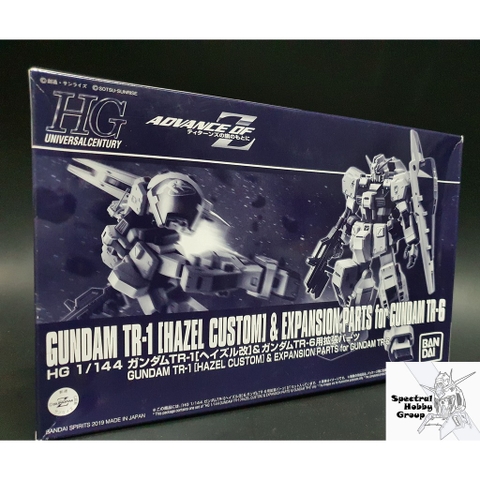 ©創通・サンライズ ©SOTSU・SUNRISE
HG
UNIVERSALCENTURY
ADVANCE OF Z
ティターンズの旗のもとに
GUNDAM TR-1 [HAZEL CUSTOM] & EXPANSION PARTS for GUNDAM TR-6
HG 1/144 ガンダムTR-1[ヘイズル改]&ガンダムTR-6用拡張パーツ
GUNDAM TR-1 [HAZEL CUSTOM] & EXPANSION PARTS for GUNDAM TR-6
BANDAI SPIRITS 2019 MADE IN JAPAN
BAN
DAI
Spectral
Hobby
Group